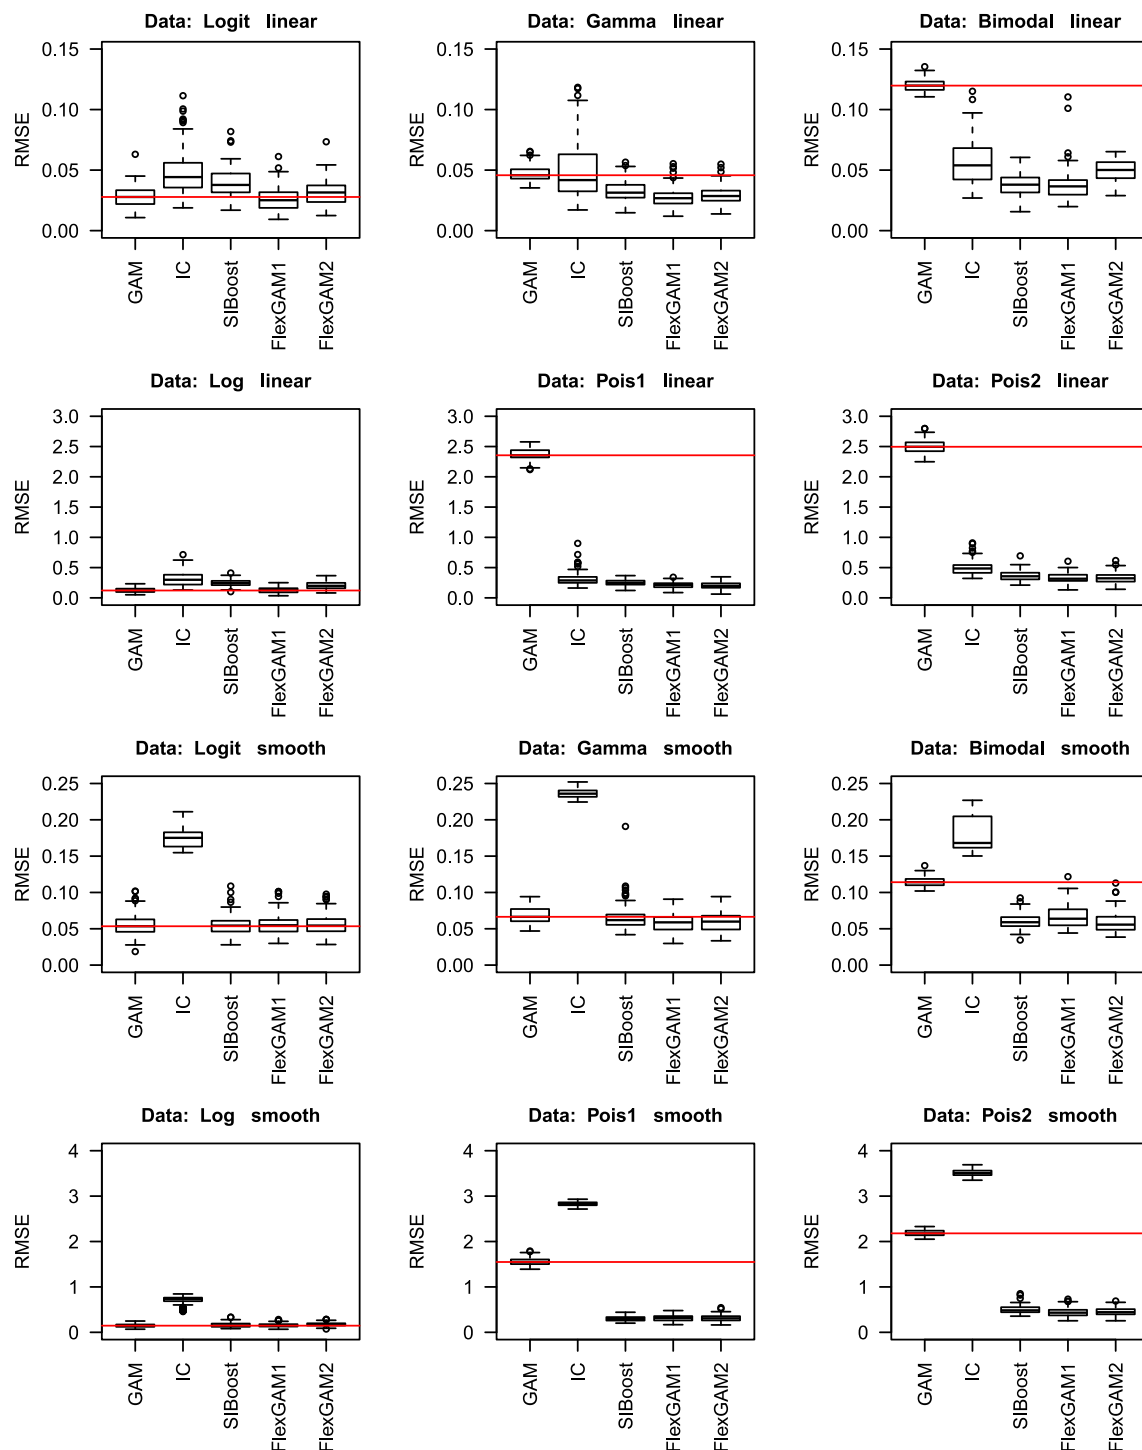 Data: Logit linear
Data: Gamma linear
Data: Bimodal linear
RMSE
0.15
0.10
0.05
0.00
GAM
IC
SIBoost
FlexGAM1
FlexGAM2
RMSE
0.15
0.10
0.05
0.00
GAM
IC
SIBoost
FlexGAM1
FlexGAM2
RMSE
0.15
0.10
0.05
0.00
GAM
IC
SIBoost
FlexGAM1
FlexGAM2
Data: Log linear
Data: Pois1 linear
Data: Pois2 linear
RMSE
3.0
2.5
2.0
1.5
1.0
0.5
0.0
GAM
IC
SIBoost
FlexGAM1
FlexGAM2
RMSE
3.0
2.5
2.0
1.5
1.0
0.5
0.0
GAM
IC
SIBoost
FlexGAM1
FlexGAM2
RMSE
3.0
2.5
2.0
1.5
1.0
0.5
0.0
GAM
IC
SIBoost
FlexGAM1
FlexGAM2
Data: Logit smooth
Data: Gamma smooth
Data: Bimodal smooth
RMSE
0.25
0.20
0.15
0.10
0.05
0.00
GAM
IC
SIBoost
FlexGAM1
FlexGAM2
RMSE
0.25
0.20
0.15
0.10
0.05
0.00
GAM
IC
SIBoost
FlexGAM1
FlexGAM2
RMSE
0.25
0.20
0.15
0.10
0.05
0.00
GAM
IC
SIBoost
FlexGAM1
FlexGAM2
Data: Log smooth
Data: Pois1 smooth
Data: Pois2 smooth
RMSE
4
3
2
1
0
GAM
IC
SIBoost
FlexGAM1
FlexGAM2
RMSE
4
3
2
1
0
GAM
IC
SIBoost
FlexGAM1
FlexGAM2
RMSE
4
3
2
1
0
GAM
IC
SIBoost
FlexGAM1
FlexGAM2